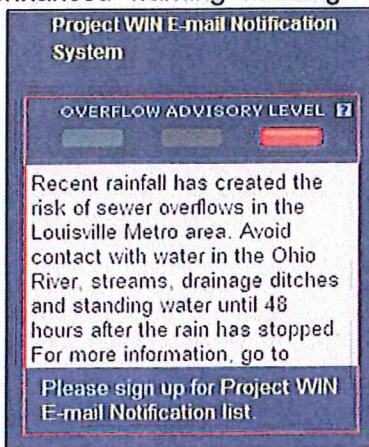 Project WIN E-mail Notification
System
OVERFLOW ADVISORY LEVEL ?
Recent rainfall has created the
risk of sewer overflows in the
Louisville Metro area. Avoid
contact with water in the Ohio
River, streams, drainage ditches
and standing water until 48
hours after the rain has stopped.
For more information, go to
Please sign up for Project WIN
E-mail Notification list.